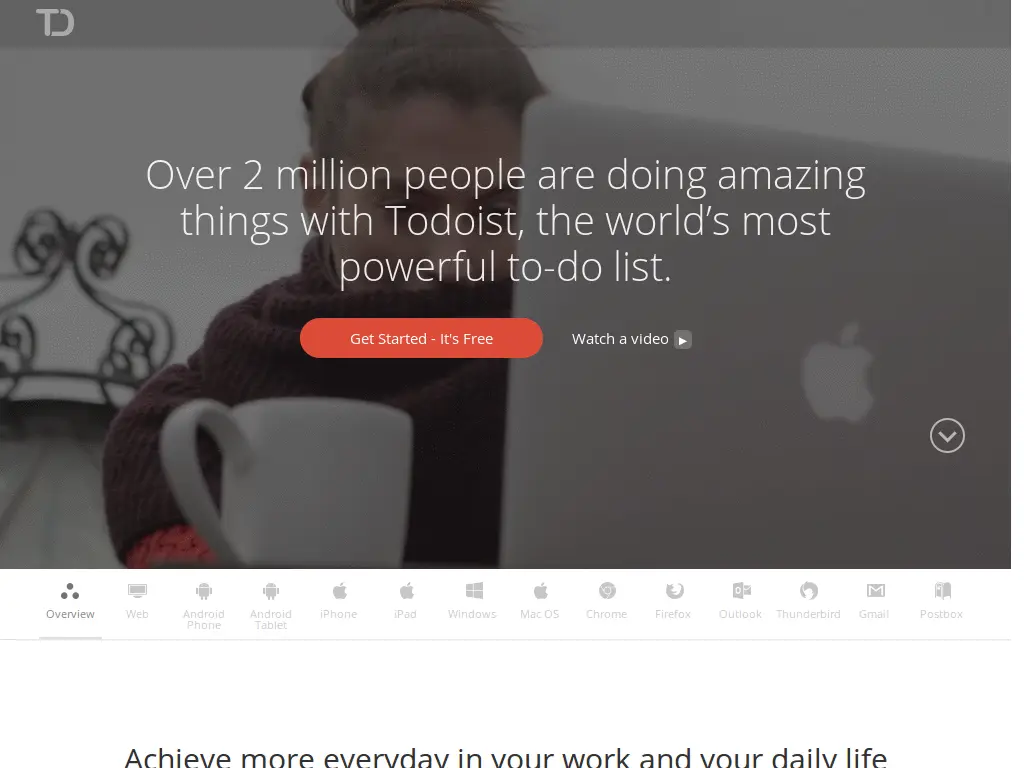 TD
Over 2 million people are doing amazing
things with Todoist, the world’s most
powerful to-do list.
Get Started - It's Free
Watch a video
Overview
Web
Android
Phone
Android
Tablet
iPhone
iPad
Windows
Mac OS
Chrome
Firefox
Outlook
Thunderbird
Gmail
Postbox
Achieve more everyday in your work and your daily life